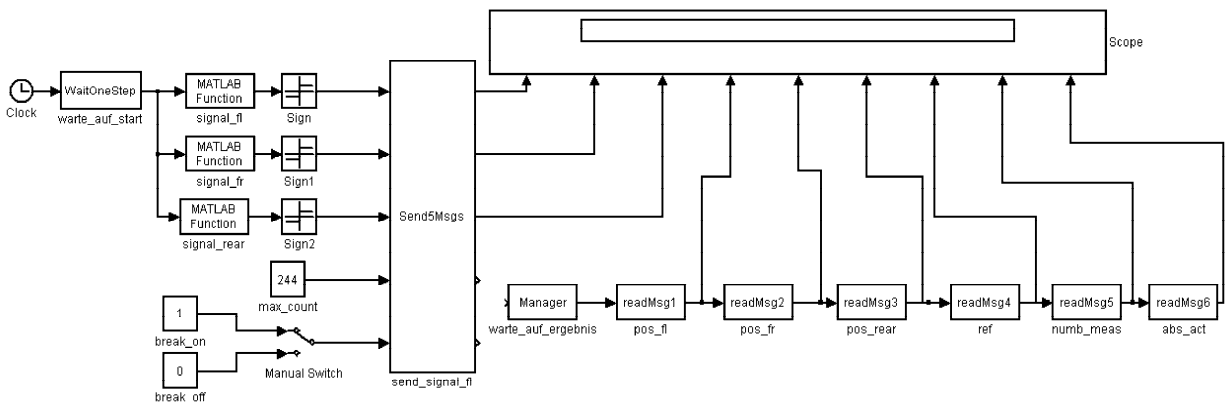 Scope
Clock
WaitOneStep
warte_auf_start
MATLAB
Function
signal_fl
Sign
MATLAB
Function
signal_fr
Sign1
MATLAB
Function
signal_rear
Sign2
244
max_count
1
break_on
0
break_off
Manual Switch
Send5Msgs
send_signal_fl
Manager
warte_auf_ergebnis
readMsg1
pos_fl
readMsg2
pos_fr
readMsg3
pos_rear
readMsg4
ref
readMsg5
numb_meas
readMsg6
abs_act